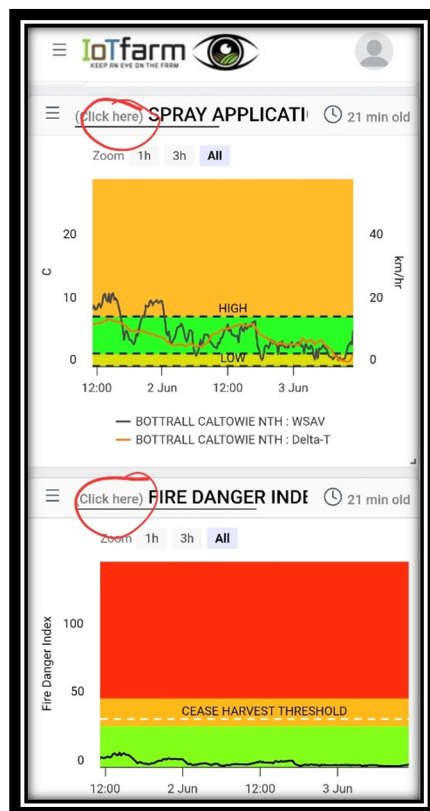 IoTfarm
KEEP AN EYE ON THE FARM
(Click here) SPRAY APPLICATI
21 min old
Zoom 1h 3h All
20
10
0
C
40
20
0
km/hr
HIGH
LOW
12:00 2 Jun 12:00 3 Jun
BOTTRALL CALTOWIE NTH : WSAV
BOTTRALL CALTOWIE NTH : Delta-T
(Click here) FIRE DANGER INDE
21 min old
Zoom 1h 3h All
Fire Danger Index
100
50
0
CEASE HARVEST THRESHOLD
12:00 2 Jun 12:00 3 Jun